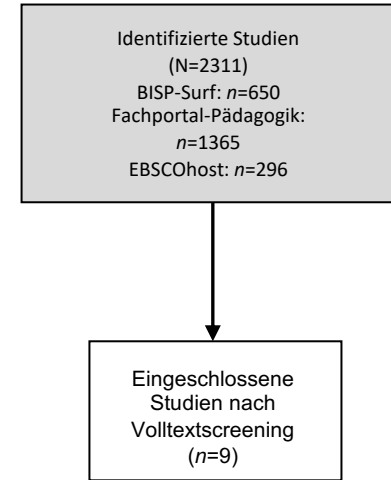 Identifizierte Studien
(N=2311)
BISP-Surf: n=650
Fachportal-Pädagogik:
n=1365
EBSCOhost: n=296
Eingeschlossene
Studien nach
Volltextscreening
(n=9)